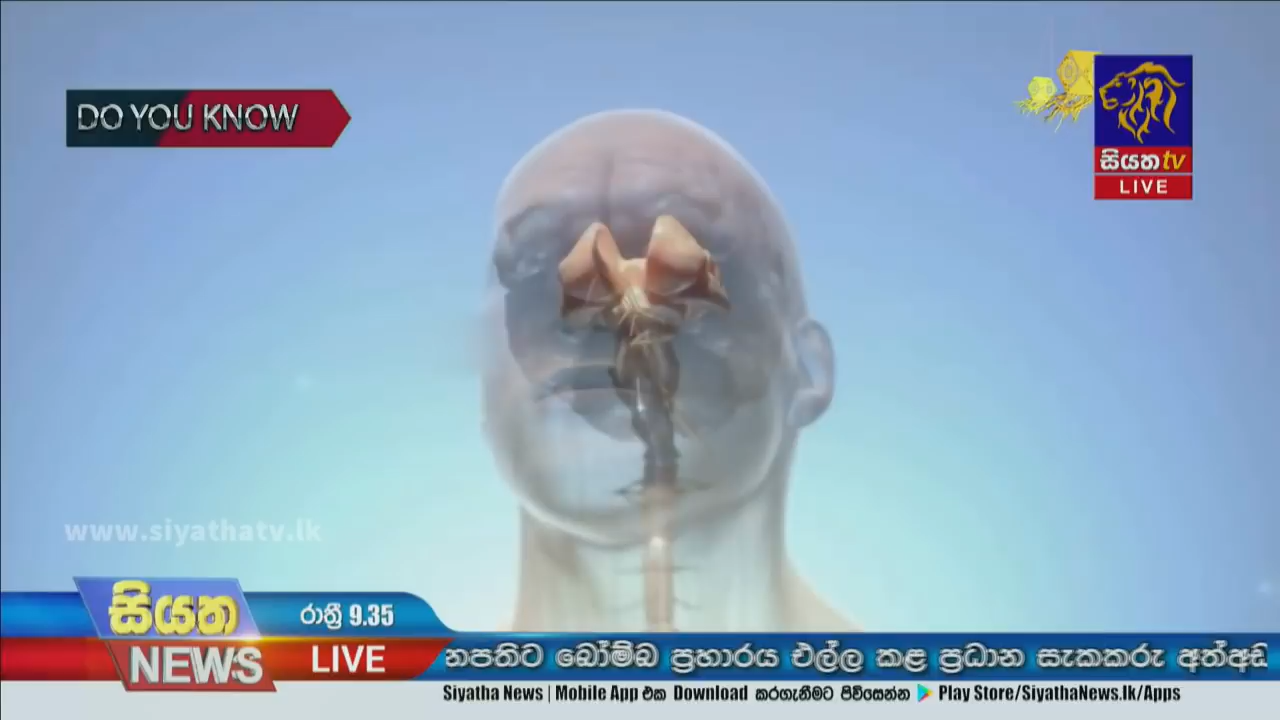 DO YOU KNOW
සියත tv
LIVE
www.siyathatv.lk
සියත
NEWS
රාත්‍රී 9.35
LIVE
නපතිට බෝම්බ ප්‍රහාරය එල්ල කළ ප්‍රධාන සැකකරු අත්අඩ
Siyatha News | Mobile App එක Download කරගැනීමට පිවිසෙන්න Play Store/SiyathaNews.lk/Apps